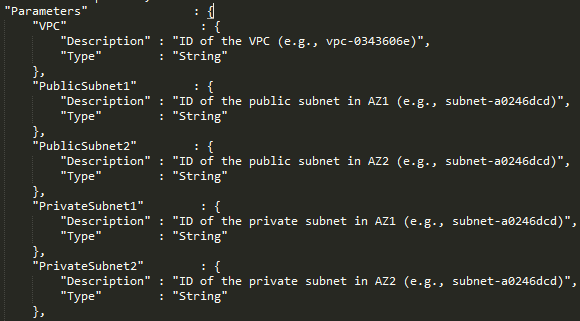 "Parameters" : {
"VPC" : {
"Description" : "ID of the VPC (e.g., vpc-0343606e)",
"Type" : "String"
},
"PublicSubnet1" : {
"Description" : "ID of the public subnet in AZ1 (e.g., subnet-a0246dcd)",
"Type" : "String"
},
"PublicSubnet2" : {
"Description" : "ID of the public subnet in AZ2 (e.g., subnet-a0246dcd)",
"Type" : "String"
},
"PrivateSubnet1" : {
"Description" : "ID of the private subnet in AZ1 (e.g., subnet-a0246dcd)",
"Type" : "String"
},
"PrivateSubnet2" : {
"Description" : "ID of the private subnet in AZ2 (e.g., subnet-a0246dcd)",
"Type" : "String"
},